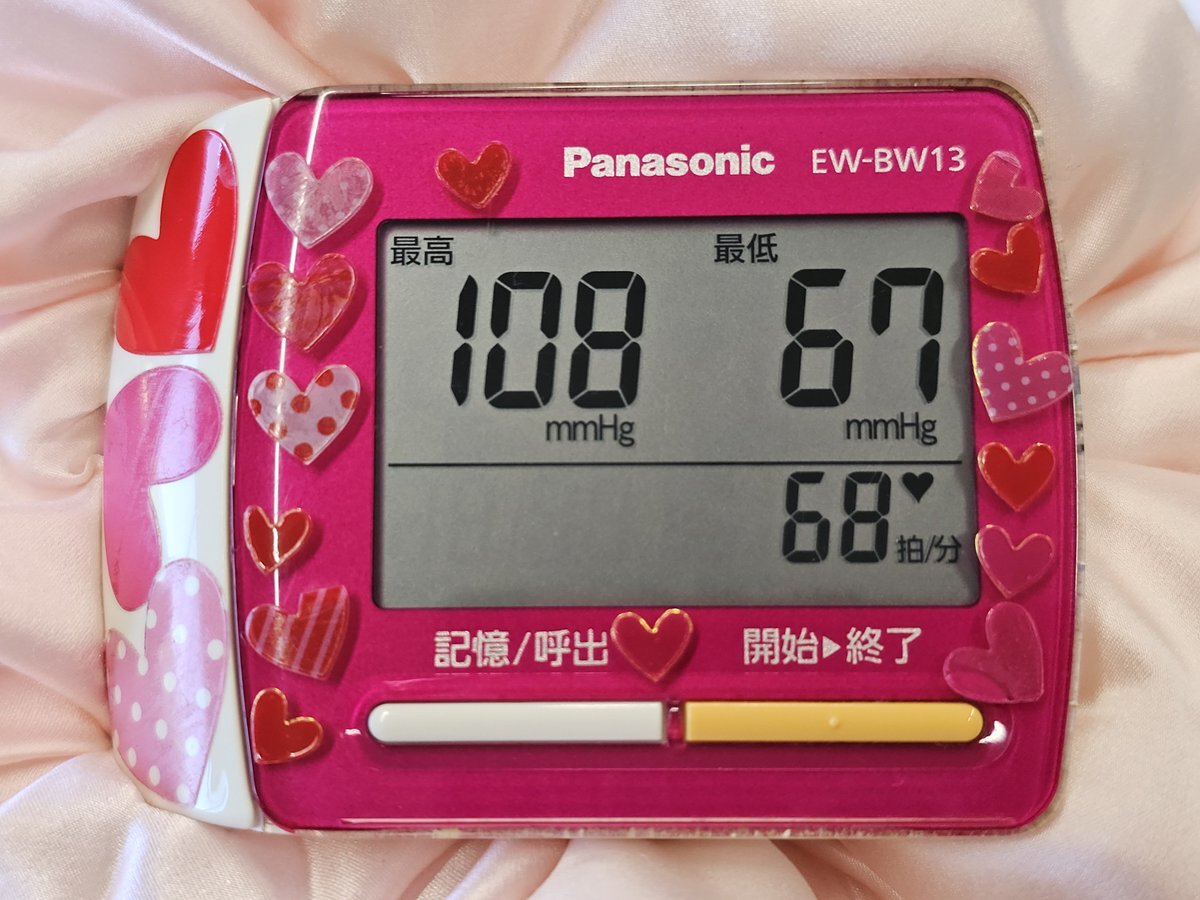 Panasonic EW-BW13
最高 最低
108 67
mmHg mmHg
68 ♥
拍/分
記憶/呼出 開始▶終了